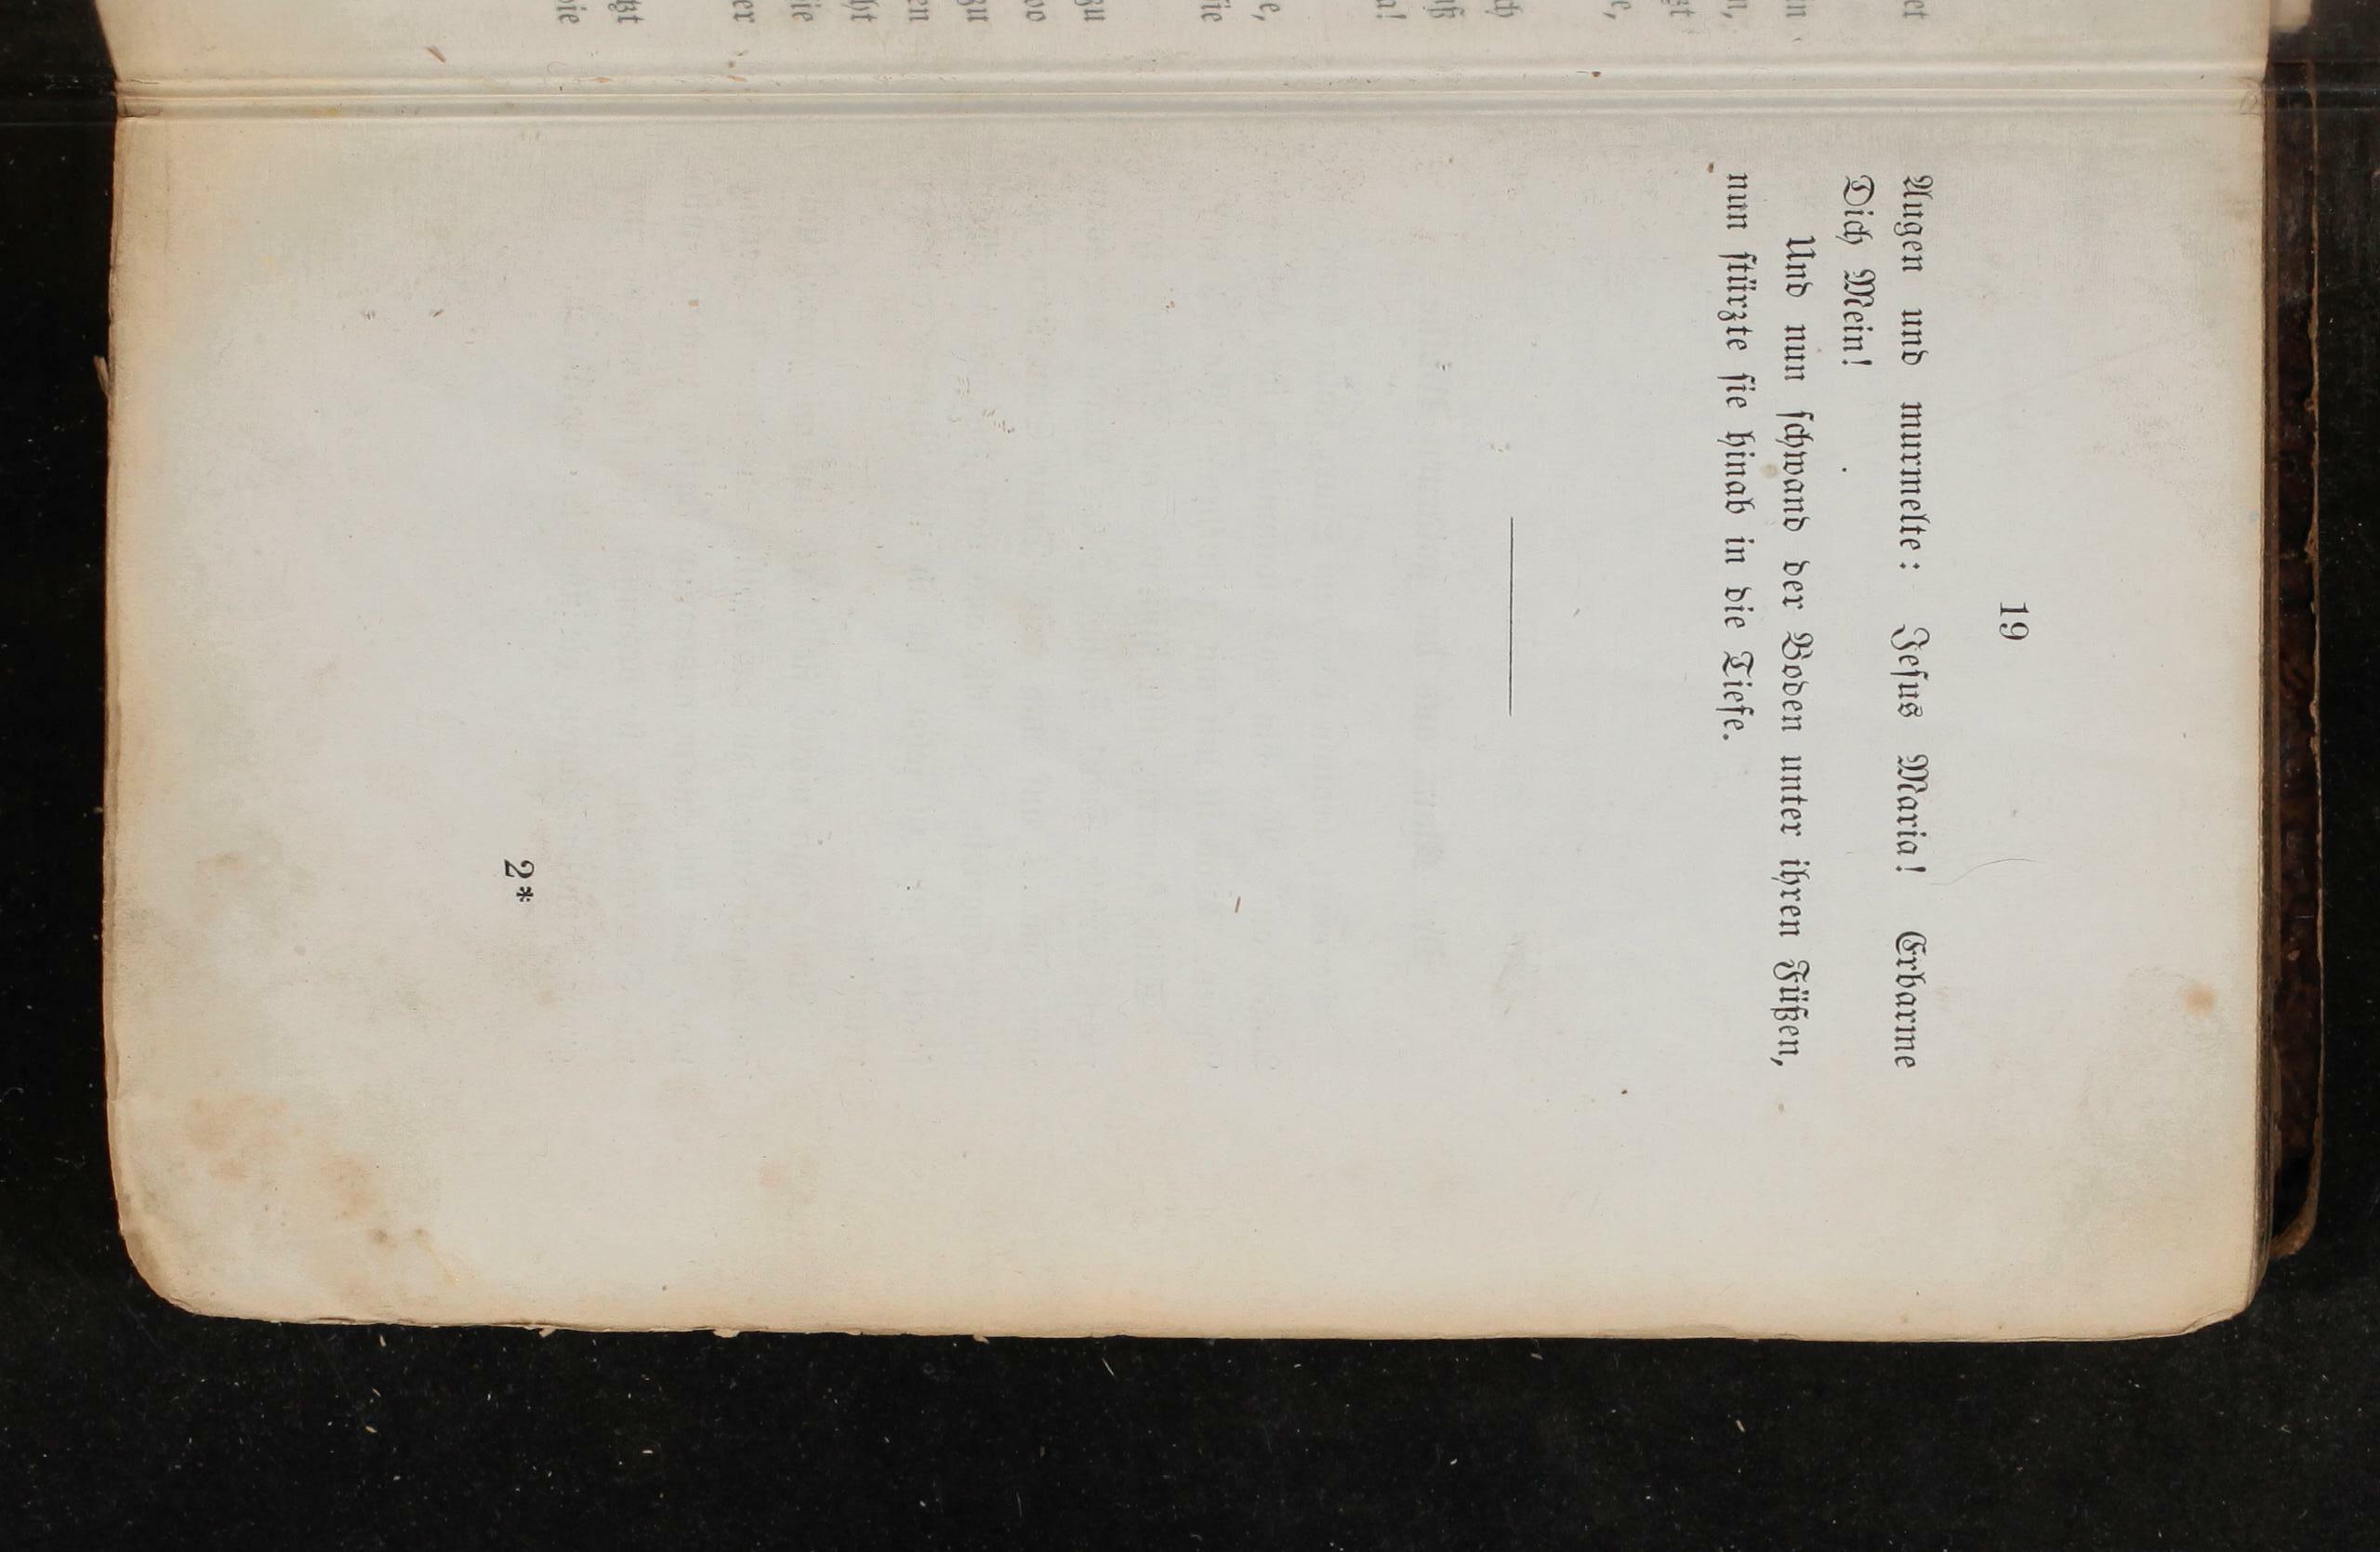 19
Augen und murmelte: Jesus Maria! Erbarme
Dich Mein!
Und nun schwand der Boden unter ihren Füßen,
nun stürzte sie hinab in die Tiefe.
2*